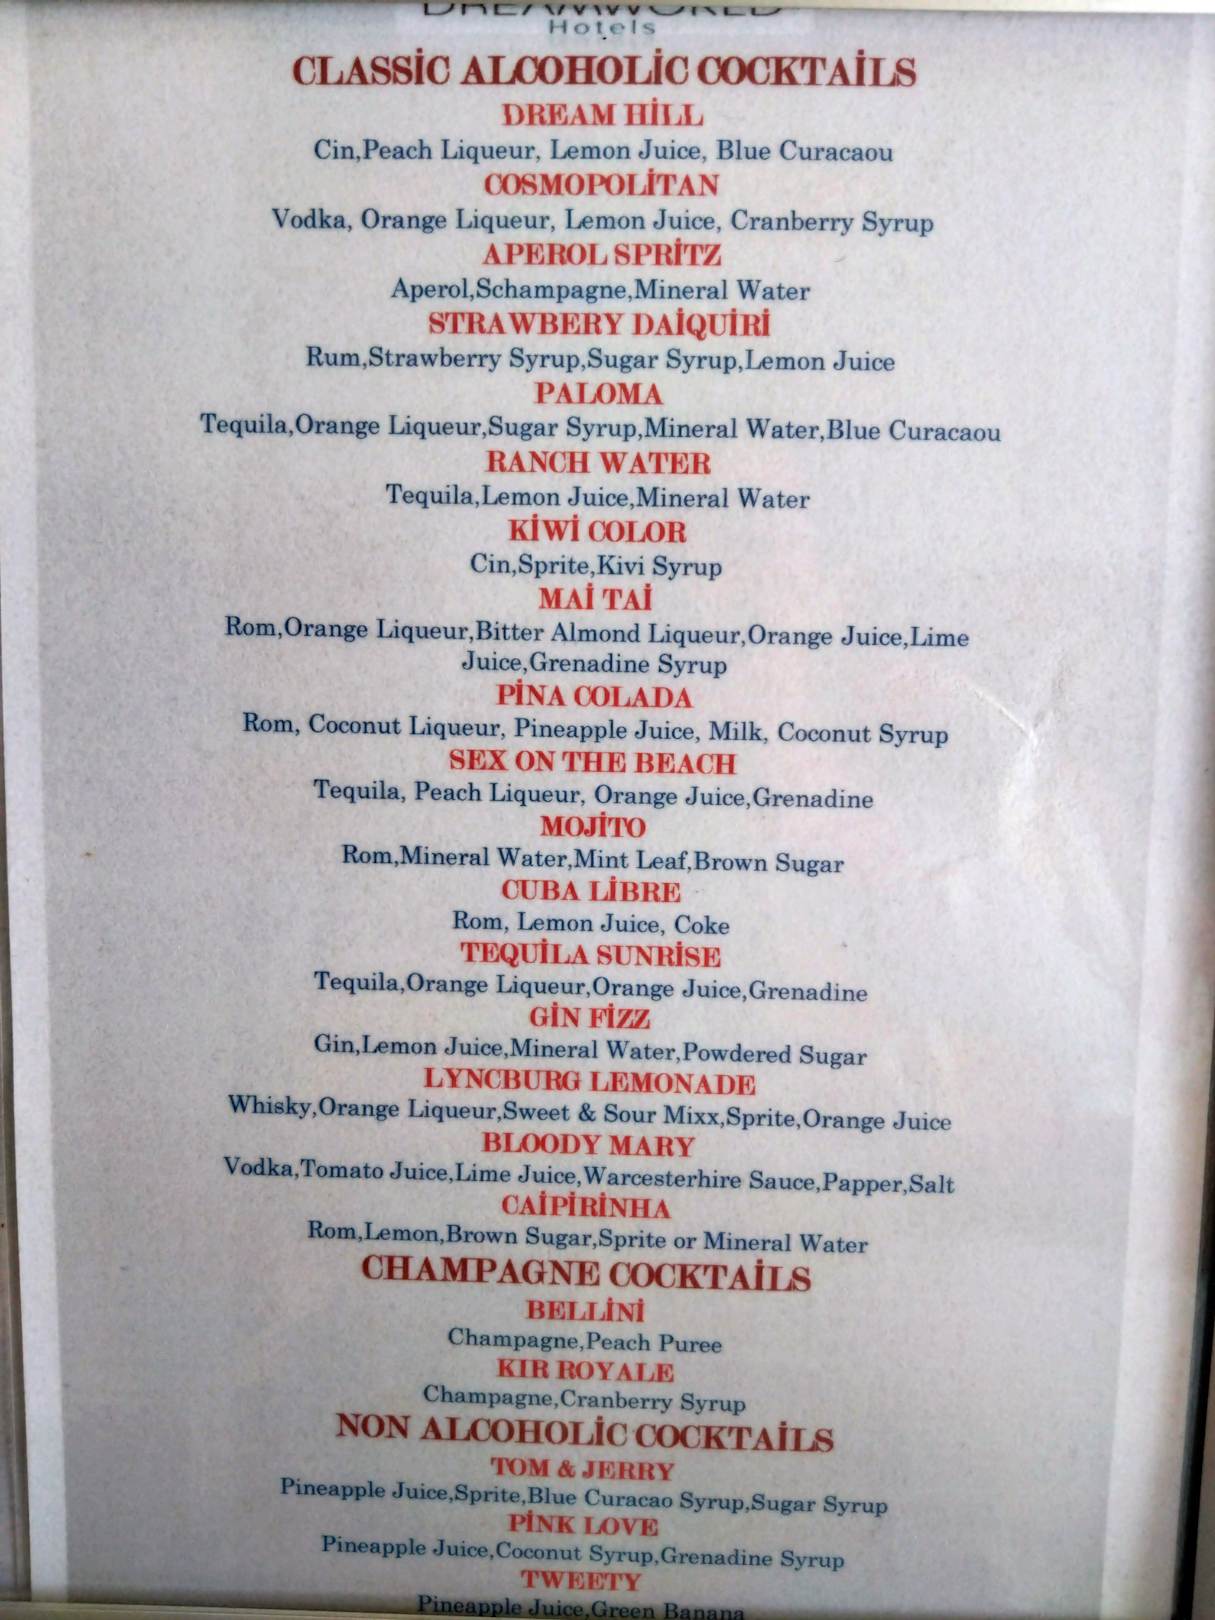 DREAMWORLD
Hotels
CLASSİC ALCOHOLİC COCKTAİLS
DREAM HİLL
Cin,Peach Liqueur, Lemon Juice, Blue Curacaou
COSMOPOLİTAN
Vodka, Orange Liqueur, Lemon Juice, Cranberry Syrup
APEROL SPRİTZ
Aperol,Schampagne,Mineral Water
STRAWBERY DAİQUİRİ
Rum,Strawberry Syrup,Sugar Syrup,Lemon Juice
PALOMA
Tequila,Orange Liqueur,Sugar Syrup,Mineral Water,Blue Curacaou
RANCH WATER
Tequila,Lemon Juice,Mineral Water
KİWİ COLOR
Cin,Sprite,Kivi Syrup
MAİ TAİ
Rom,Orange Liqueur,Bitter Almond Liqueur,Orange Juice,Lime
Juice,Grenadine Syrup
PİNA COLADA
Rom, Coconut Liqueur, Pineapple Juice, Milk, Coconut Syrup
SEX ON THE BEACH
Tequila, Peach Liqueur, Orange Juice,Grenadine
MOJİTO
Rom,Mineral Water,Mint Leaf,Brown Sugar
CUBA LİBRE
Rom, Lemon Juice, Coke
TEQUİLA SUNRİSE
Tequila,Orange Liqueur,Orange Juice,Grenadine
GİN FİZZ
Gin,Lemon Juice,Mineral Water,Powdered Sugar
LYNCBURG LEMONADE
Whisky,Orange Liqueur,Sweet & Sour Mixx,Sprite,Orange Juice
BLOODY MARY
Vodka,Tomato Juice,Lime Juice,Warcesterhire Sauce,Papper,Salt
CAİPİRİNHA
Rom,Lemon,Brown Sugar,Sprite or Mineral Water
CHAMPAGNE COCKTAİLS
BELLİNİ
Champagne,Peach Puree
KIR ROYALE
Champagne,Cranberry Syrup
NON ALCOHOLİC COCKTAİLS
TOM & JERRY
Pineapple Juice,Sprite,Blue Curacao Syrup,Sugar Syrup
PİNK LOVE
Pineapple Juice,Coconut Syrup,Grenadine Syrup
TWEETY
Pineapple Juice,Green Banana